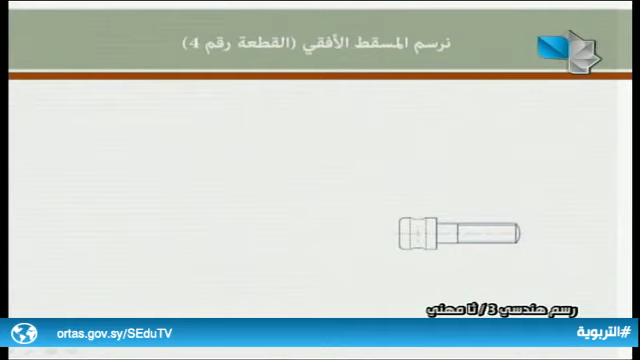 نرسم المسقط الأفقي (القطعة رقم 4)
رسم هندسي 3 / ثا مهني
ortas.gov.sy/SEduTV
#التربوية